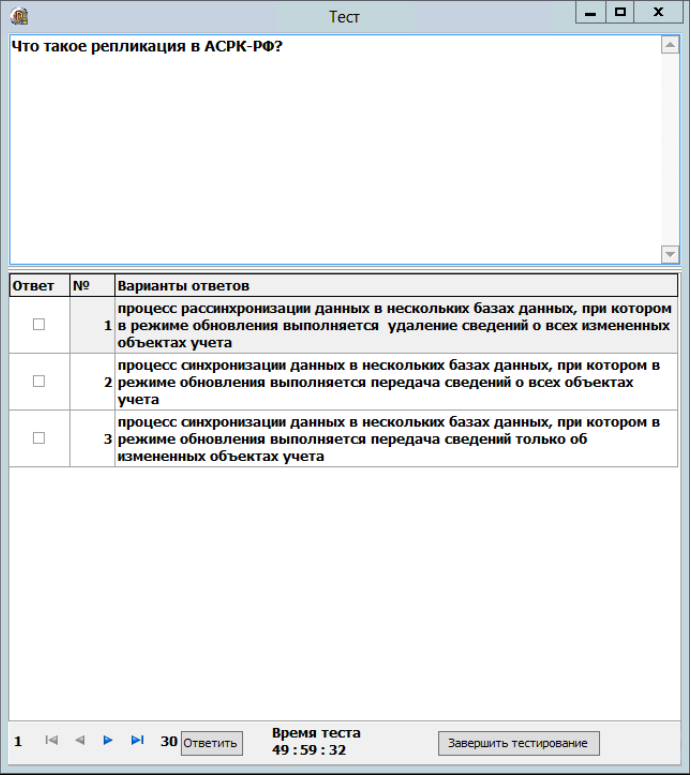 Тест
Что такое репликация в АСРК-РФ?
Ответ № Варианты ответов
процесс рассинхронизации данных в нескольких базах данных, при котором
1 в режиме обновления выполняется удаление сведений о всех измененных
объектах учета
процесс синхронизации данных в нескольких базах данных, при котором в
2 режиме обновления выполняется передача сведений о всех объектах
учета
процесс синхронизации данных в нескольких базах данных, при котором в
3 режиме обновления выполняется передача сведений только об
измененных объектах учета
1 30 Ответить Время теста Завершить тестирование
49 : 59 : 32